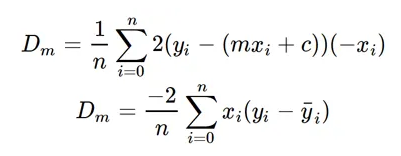 D_m = \frac{1}{n} \sum_{i=0}^{n} 2(y_i - (mx_i + c))(-x_i)
D_m = \frac{-2}{n} \sum_{i=0}^{n} x_i(y_i - \bar{y}_i)